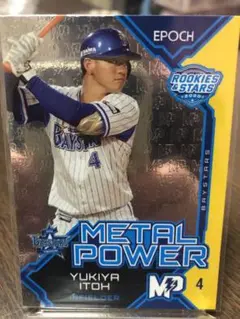 EPOCH
ROOKIES & STARS
BAYSTARS
4
METAL
POWER
YUKIYA
ITOH
INFIELDER
MP
4